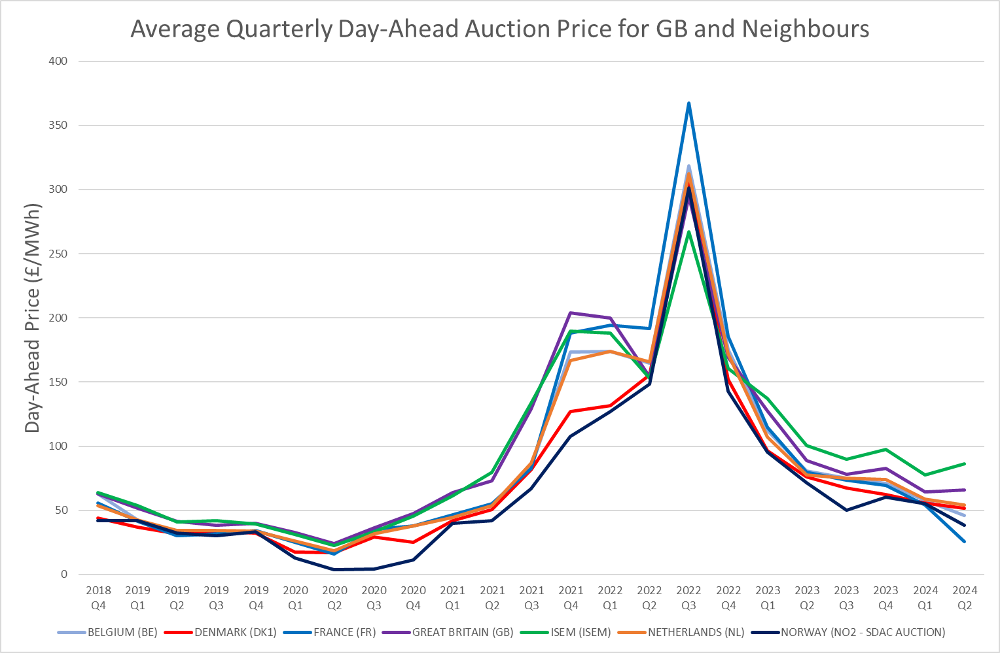 Average Quarterly Day-Ahead Auction Price for GB and Neighbours
Day-Ahead Price (£/MWh)
400
350
300
250
200
150
100
50
0
2018 2019 2019 2019 2019 2020 2020 2020 2020 2021 2021 2021 2021 2022 2022 2022 2022 2023 2023 2023 2023 2024 2024
Q4 Q1 Q2 Q3 Q4 Q1 Q2 Q3 Q4 Q1 Q2 Q3 Q4 Q1 Q2 Q3 Q4 Q1 Q2 Q3 Q4 Q1 Q2
BELGIUM (BE) DENMARK (DK1) FRANCE (FR) GREAT BRITAIN (GB) ISEM (ISEM) NETHERLANDS (NL) NORWAY (NO2 - SDAC AUCTION)